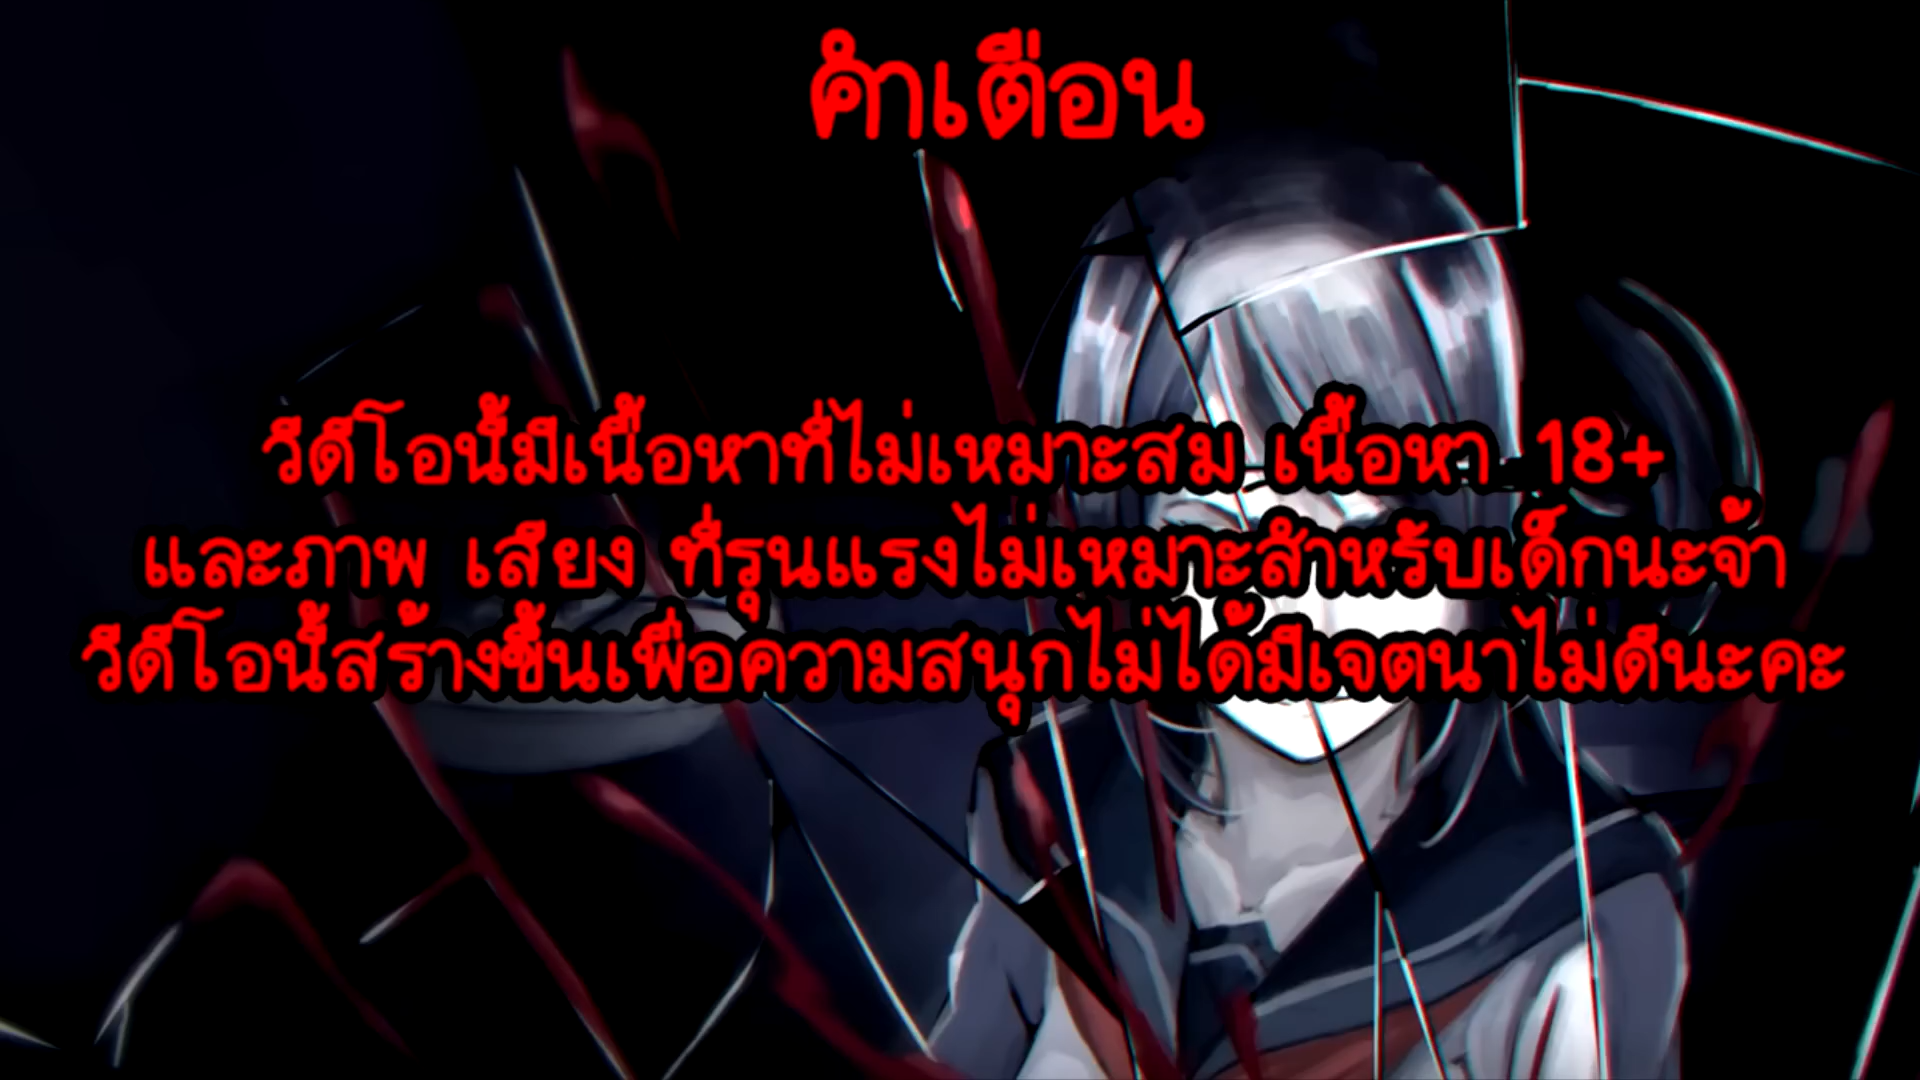 คำเตือน
วีดีโอนี้มีเนื้อหาที่ไม่เหมาะสม เนื้อหา 18+
และภาพ เสียง ที่รุนแรงไม่เหมาะสำหรับเด็กนะจ้า
วีดีโอนี้สร้างขึ้นเพื่อความสนุกไม่ได้มีเจตนาไม่ดีนะคะ